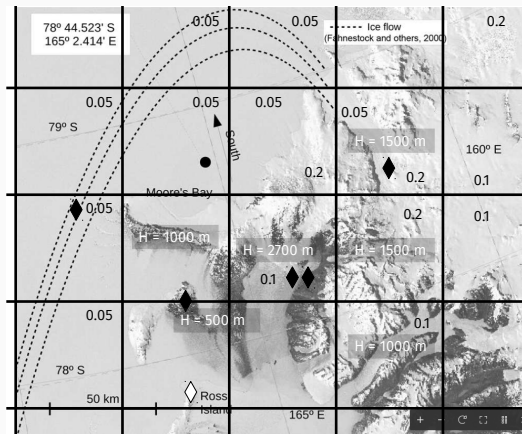 78º 44.523' S
165º 2.414' E
0.05
0.05
Ice flow
(Fahnestock and others, 2000)
0.2
0.05
0.05
0.05
0.05
79º S
South
H = 1500 m
160º E
0.2
0.2
0.1
Moore's Bay
0.05
0.2
0.1
H = 1000 m
H = 2700 m
H = 1500 m
0.1
0.05
H = 500 m
0.1
H = 1000 m
78º S
50 km
Ross
Island
165º E